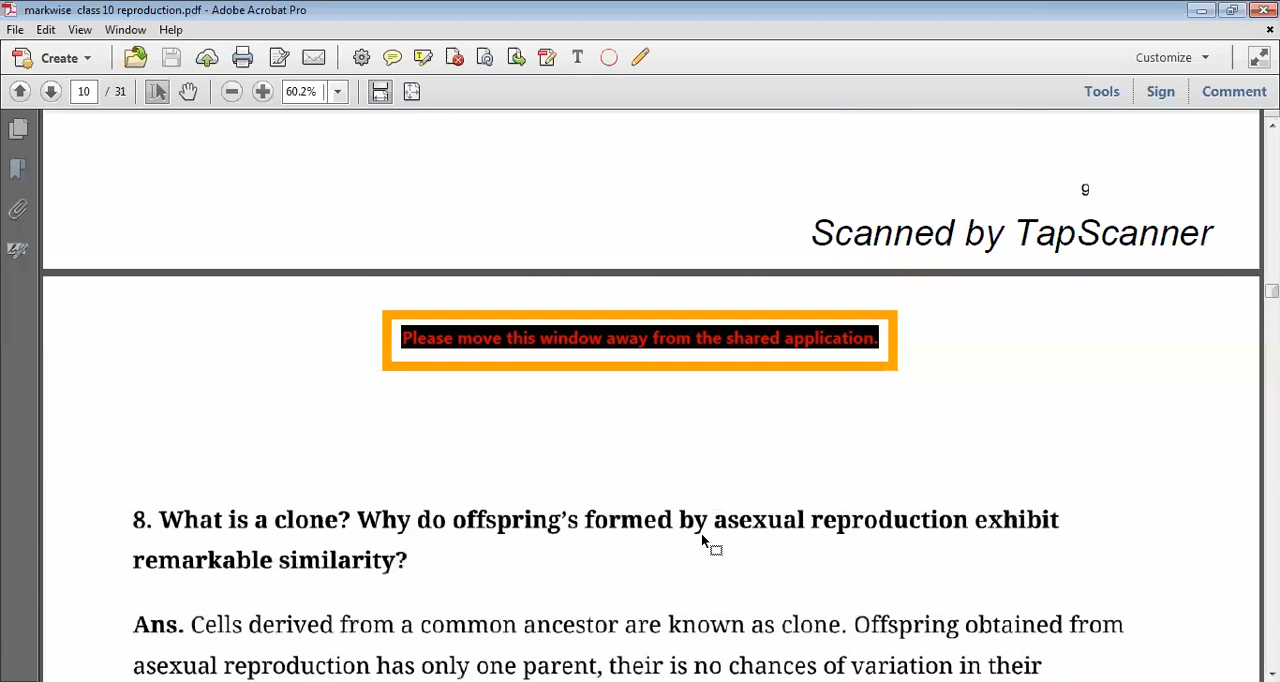 markwise class 10 reproduction.pdf - Adobe Acrobat Pro
File Edit View Window Help
Create Customize
10 / 31 60.2% Tools Sign Comment
9
Scanned by TapScanner
Please move this window away from the shared application.
8. What is a clone? Why do offspring's formed by asexual reproduction exhibit
remarkable similarity?
Ans. Cells derived from a common ancestor are known as clone. Offspring obtained from
asexual reproduction has only one parent, their is no chances of variation in their